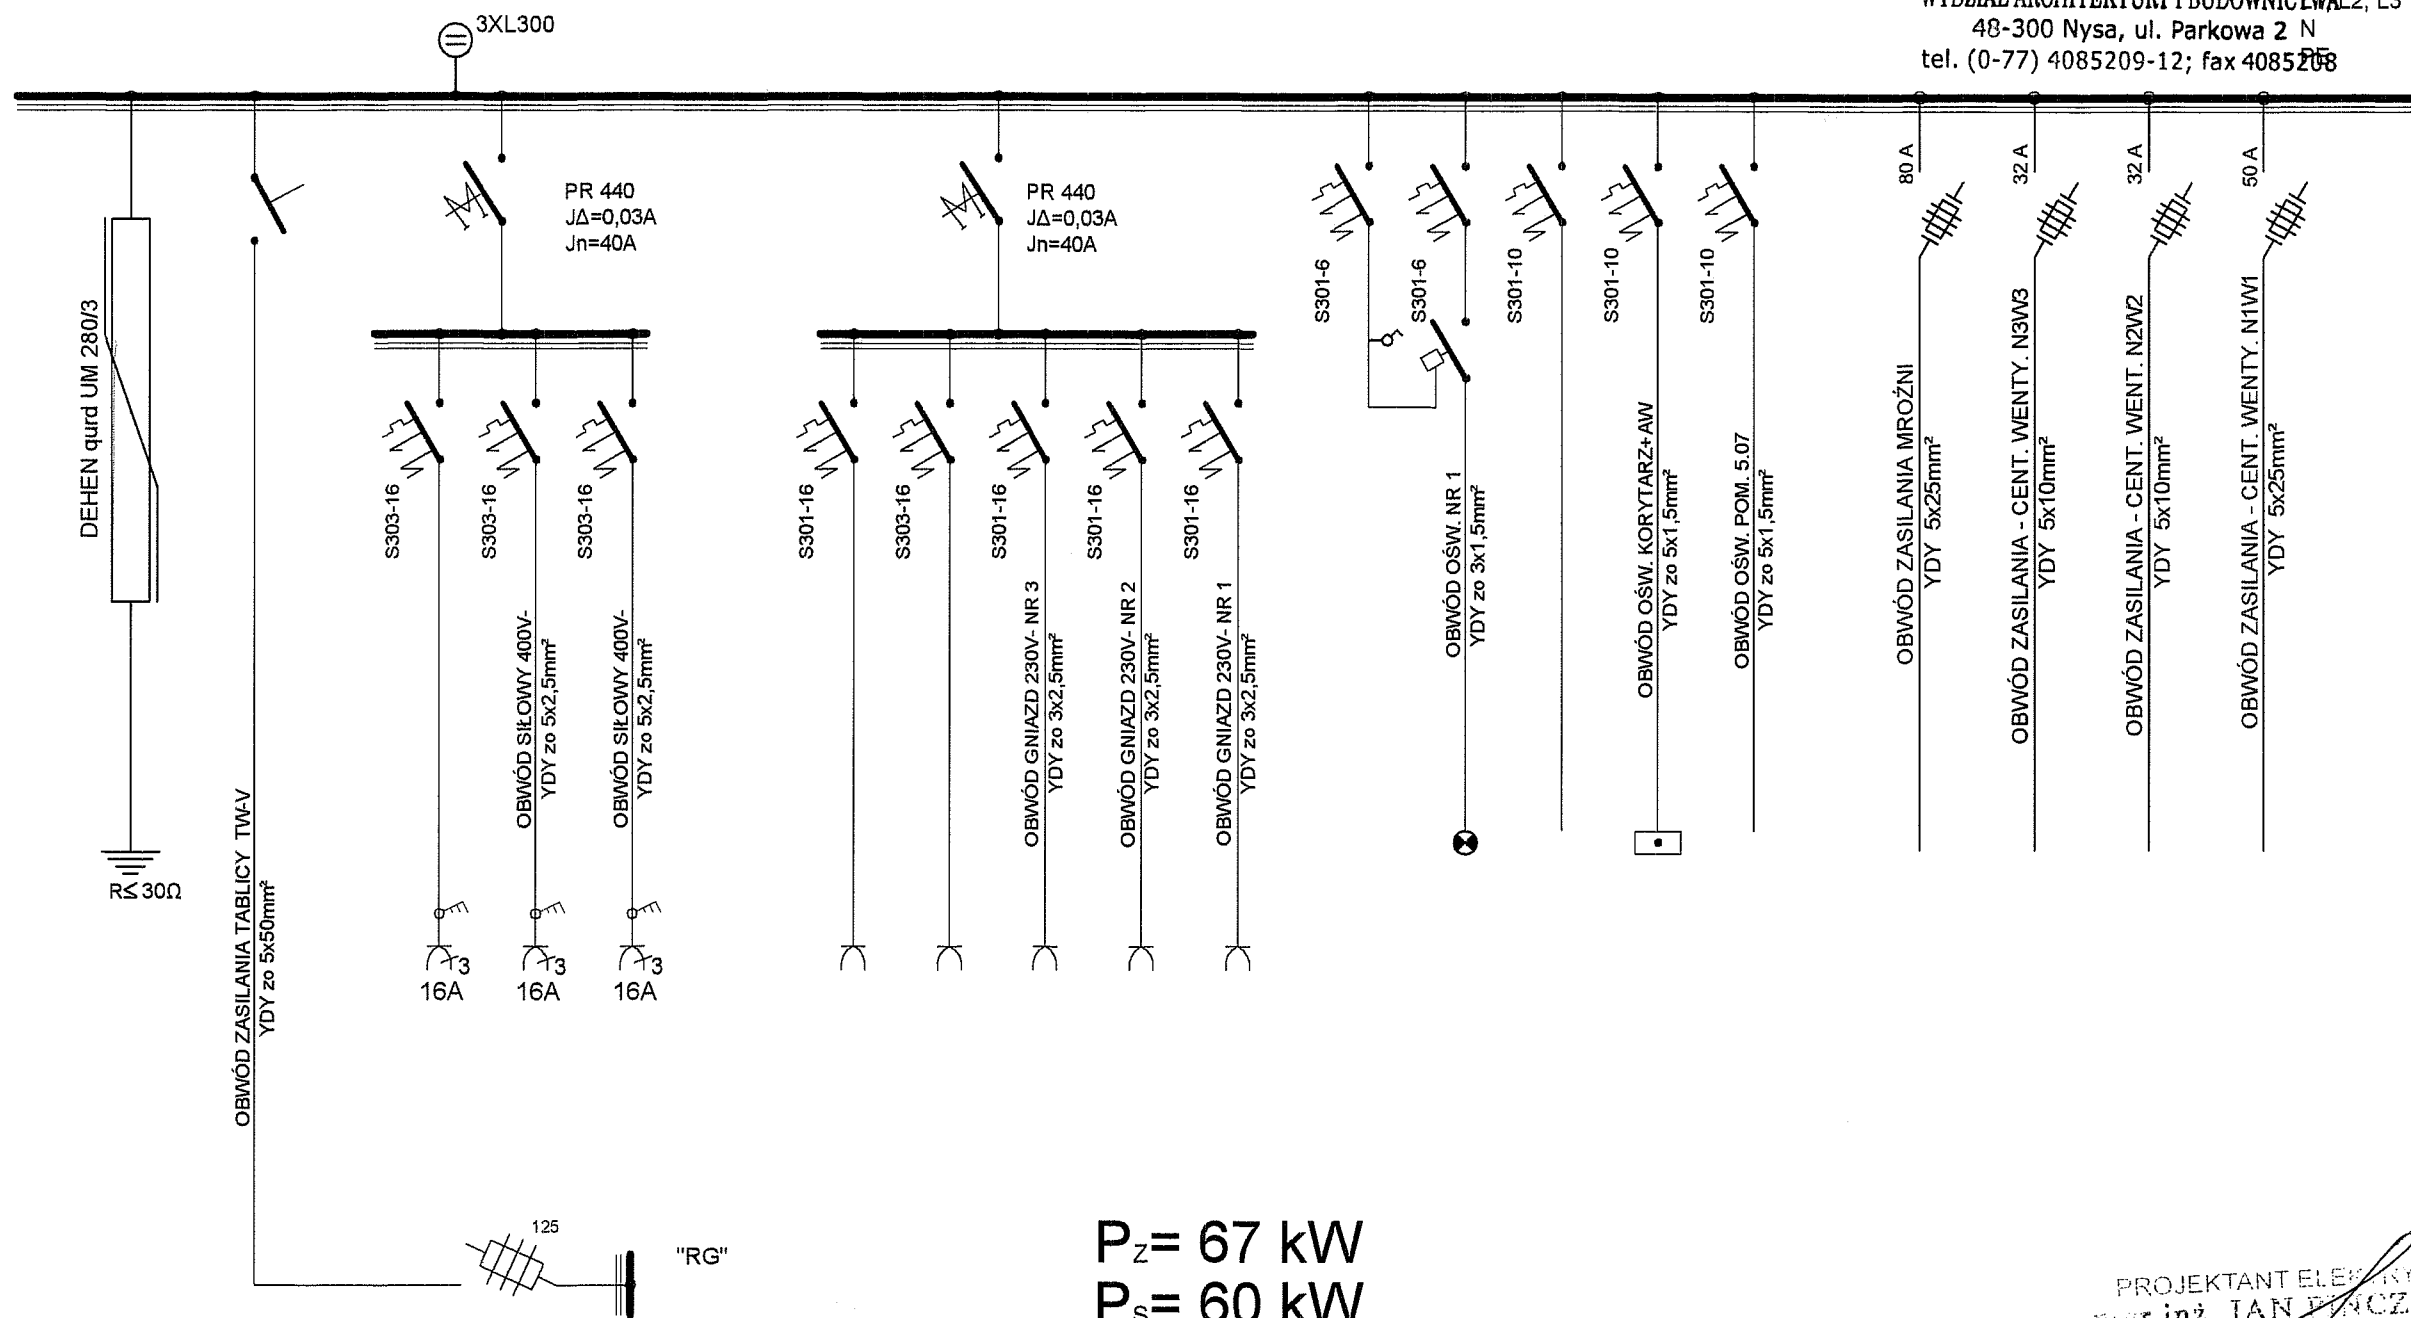 WYDZIAŁ ARCHITEKTURY I BUDOWNICTWA L2, L3
48-300 Nysa, ul. Parkowa 2 N
tel. (0-77) 4085209-12; fax 4085208 PE
3XL300
PR 440
JΔ=0,03A
Jn=40A
PR 440
JΔ=0,03A
Jn=40A
80 A
32 A
32 A
50 A
DEHEN qurd UM 280/3
R≤ 30Ω
OBWÓD ZASILANIA TABLICY TW-V
YDY zo 5x50mm²
S303-16
S303-16
S303-16
OBWÓD SIŁOWY 400V-
YDY zo 5x2,5mm²
OBWÓD SIŁOWY 400V-
YDY zo 5x2,5mm²
3
3
3
16A
16A
16A
S301-16
S303-16
S301-16
S301-16
S301-16
OBWÓD GNIAZD 230V- NR 3
YDY zo 3x2,5mm²
OBWÓD GNIAZD 230V- NR 2
YDY zo 3x2,5mm²
OBWÓD GNIAZD 230V- NR 1
YDY zo 3x2,5mm²
S301-6
S301-6
S301-10
S301-10
S301-10
OBWÓD OŚW. NR 1
YDY zo 3x1,5mm²
OBWÓD OŚW. KORYTARZ+AW
YDY zo 5x1,5mm²
OBWÓD OŚW. POM. 5.07
YDY zo 5x1,5mm²
OBWÓD ZASILANIA MROŹNI
YDY 5x25mm²
OBWÓD ZASILANIA - CENT. WENTY. N3W3
YDY 5x10mm²
OBWÓD ZASILANIA - CENT. WENT. N2W2
YDY 5x10mm²
OBWÓD ZASILANIA - CENT. WENTY. N1W1
YDY 5x25mm²
125
"RG"
Pz= 67 kW
Ps= 60 kW
PROJEKTANT
inż. JAN